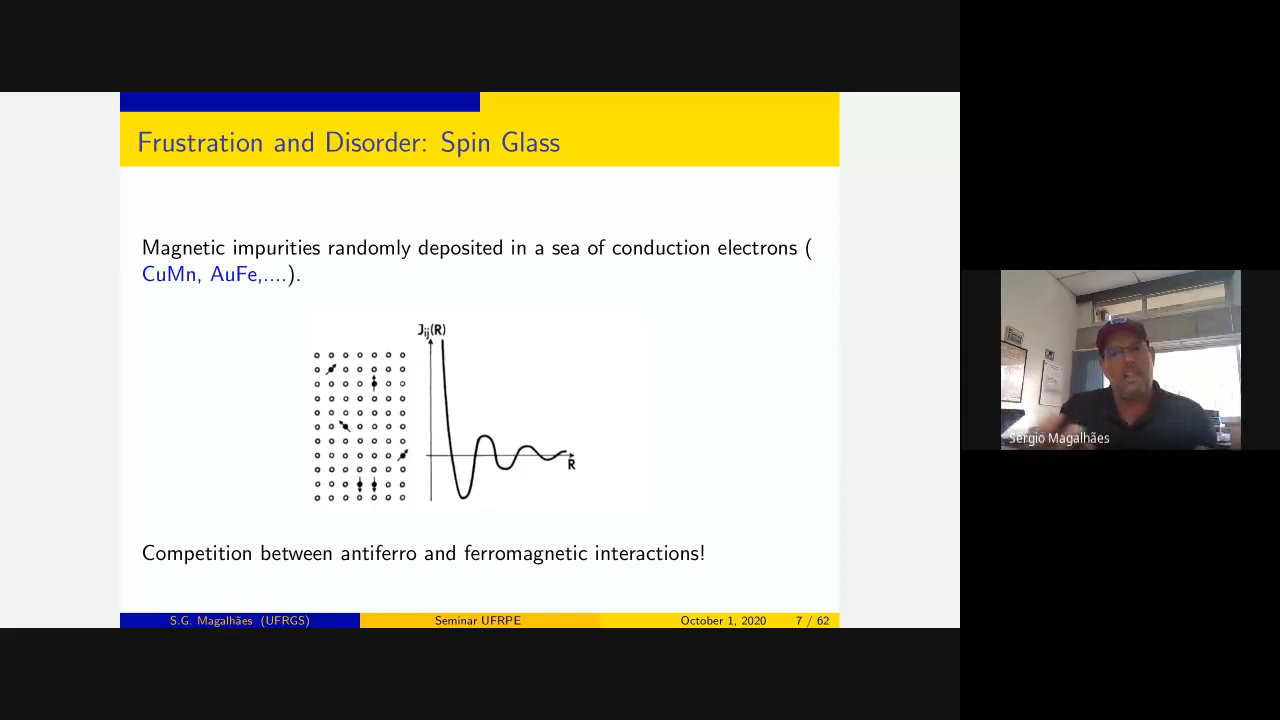 Frustration and Disorder: Spin Glass
Magnetic impurities randomly deposited in a sea of conduction electrons (
CuMn, AuFe,....).
Jij(R)
R
Competition between antiferro and ferromagnetic interactions!
S.G. Magalhães (UFRGS) Seminar UFRPE October 1, 2020 7 / 62
Sérgio Magalhães